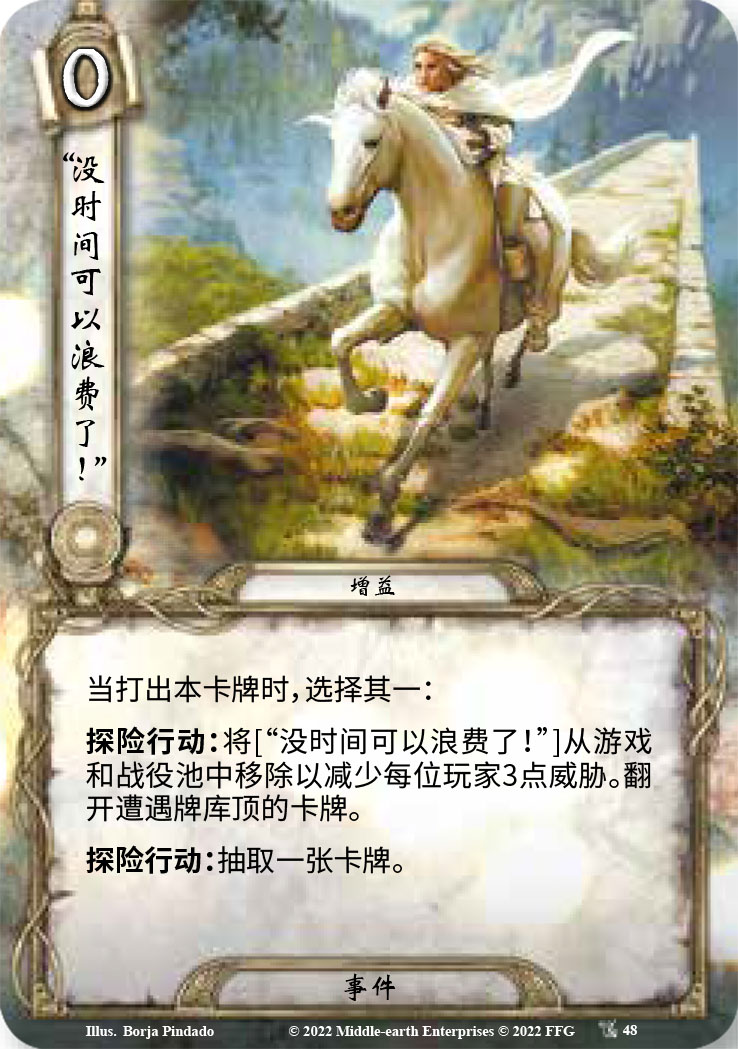 0
“没时间可以浪费了！”
增益
当打出本卡牌时，选择其一：
探险行动：将[“没时间可以浪费了！”]从游戏
和战役池中移除以减少每位玩家3点威胁。翻
开遭遇牌库顶的卡牌。
探险行动：抽取一张卡牌。
事件
Illus. Borja Pindado © 2022 Middle-earth Enterprises © 2022 FFG 48